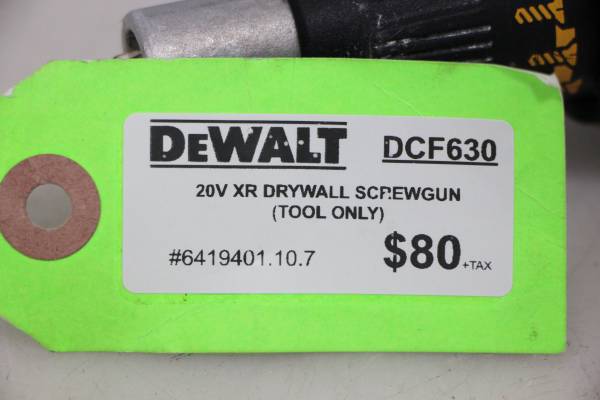 DEWALT DCF630
20V XR DRYWALL SCREWGUN
(TOOL ONLY)
#6419401.10.7 $80 +TAX